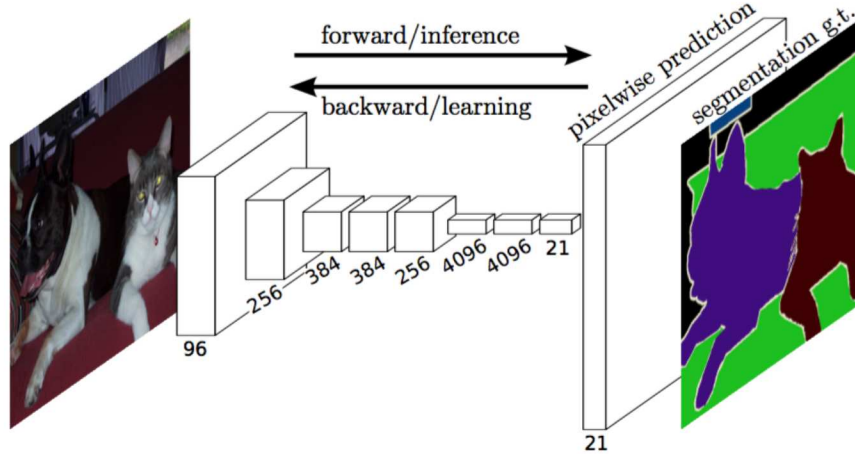 forward/inference
backward/learning
pixelwise prediction
segmentation g.t.
96
256
384
384
256
4096
4096
21
21